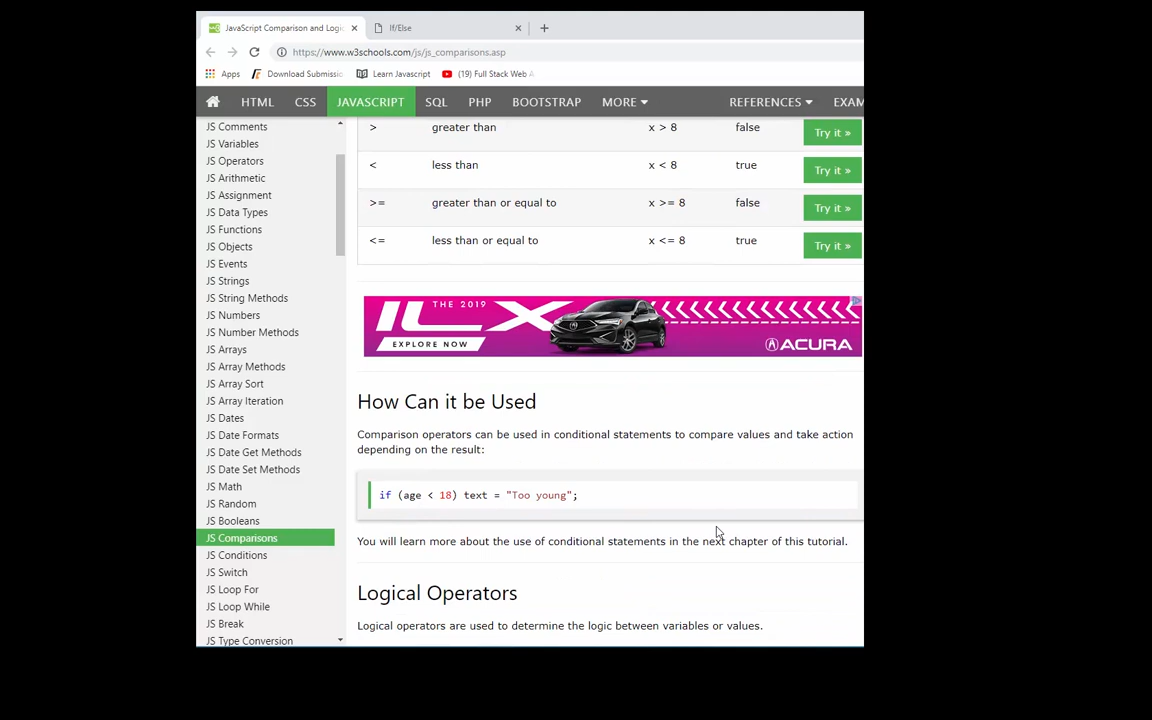 JavaScript Comparison and Logic
If/Else
https://www.w3schools.com/js/js_comparisons.asp
Apps
Download Submissio
Learn Javascript
(19) Full Stack Web A
HTML
CSS
JAVASCRIPT
SQL
PHP
BOOTSTRAP
MORE
REFERENCES
EXAM
JS Comments
JS Variables
JS Operators
JS Arithmetic
JS Assignment
JS Data Types
JS Functions
JS Objects
JS Events
JS Strings
JS String Methods
JS Numbers
JS Number Methods
JS Arrays
JS Array Methods
JS Array Sort
JS Array Iteration
JS Dates
JS Date Formats
JS Date Get Methods
JS Date Set Methods
JS Math
JS Random
JS Booleans
JS Comparisons
JS Conditions
JS Switch
JS Loop For
JS Loop While
JS Break
JS Type Conversion
> greater than x > 8 false Try it »
< less than x < 8 true Try it »
>= greater than or equal to x >= 8 false Try it »
<= less than or equal to x <= 8 true Try it »
THE 2019
ILX
EXPLORE NOW
ACURA
How Can it be Used
Comparison operators can be used in conditional statements to compare values and take action
depending on the result:
if (age < 18) text = "Too young";
You will learn more about the use of conditional statements in the next chapter of this tutorial.
Logical Operators
Logical operators are used to determine the logic between variables or values.